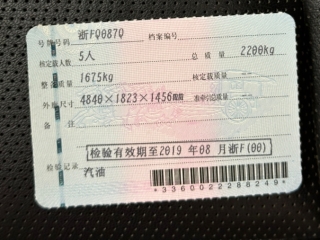 号牌号码 浙FQ087Q 档案编号
核定载人数 5人 总质量 2200kg
整备质量 1675kg 核定载质量 --
外廓尺寸 4840×1823×1456mm 准牵引总质量 --
备注
检验有效期至2019 年08 月浙F(00)
检验记录
汽油
*3360022288249*